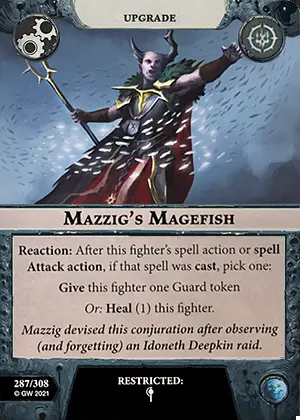 UPGRADE
MAZZIG'S MAGEFISH
Reaction: After this fighter's spell action or spell
Attack action, if that spell was cast, pick one:
Give this fighter one Guard token
Or: Heal (1) this fighter.
Mazzig devised this conjuration after observing
(and forgetting) an Idoneth Deepkin raid.
287/308
© GW 2021
RESTRICTED: